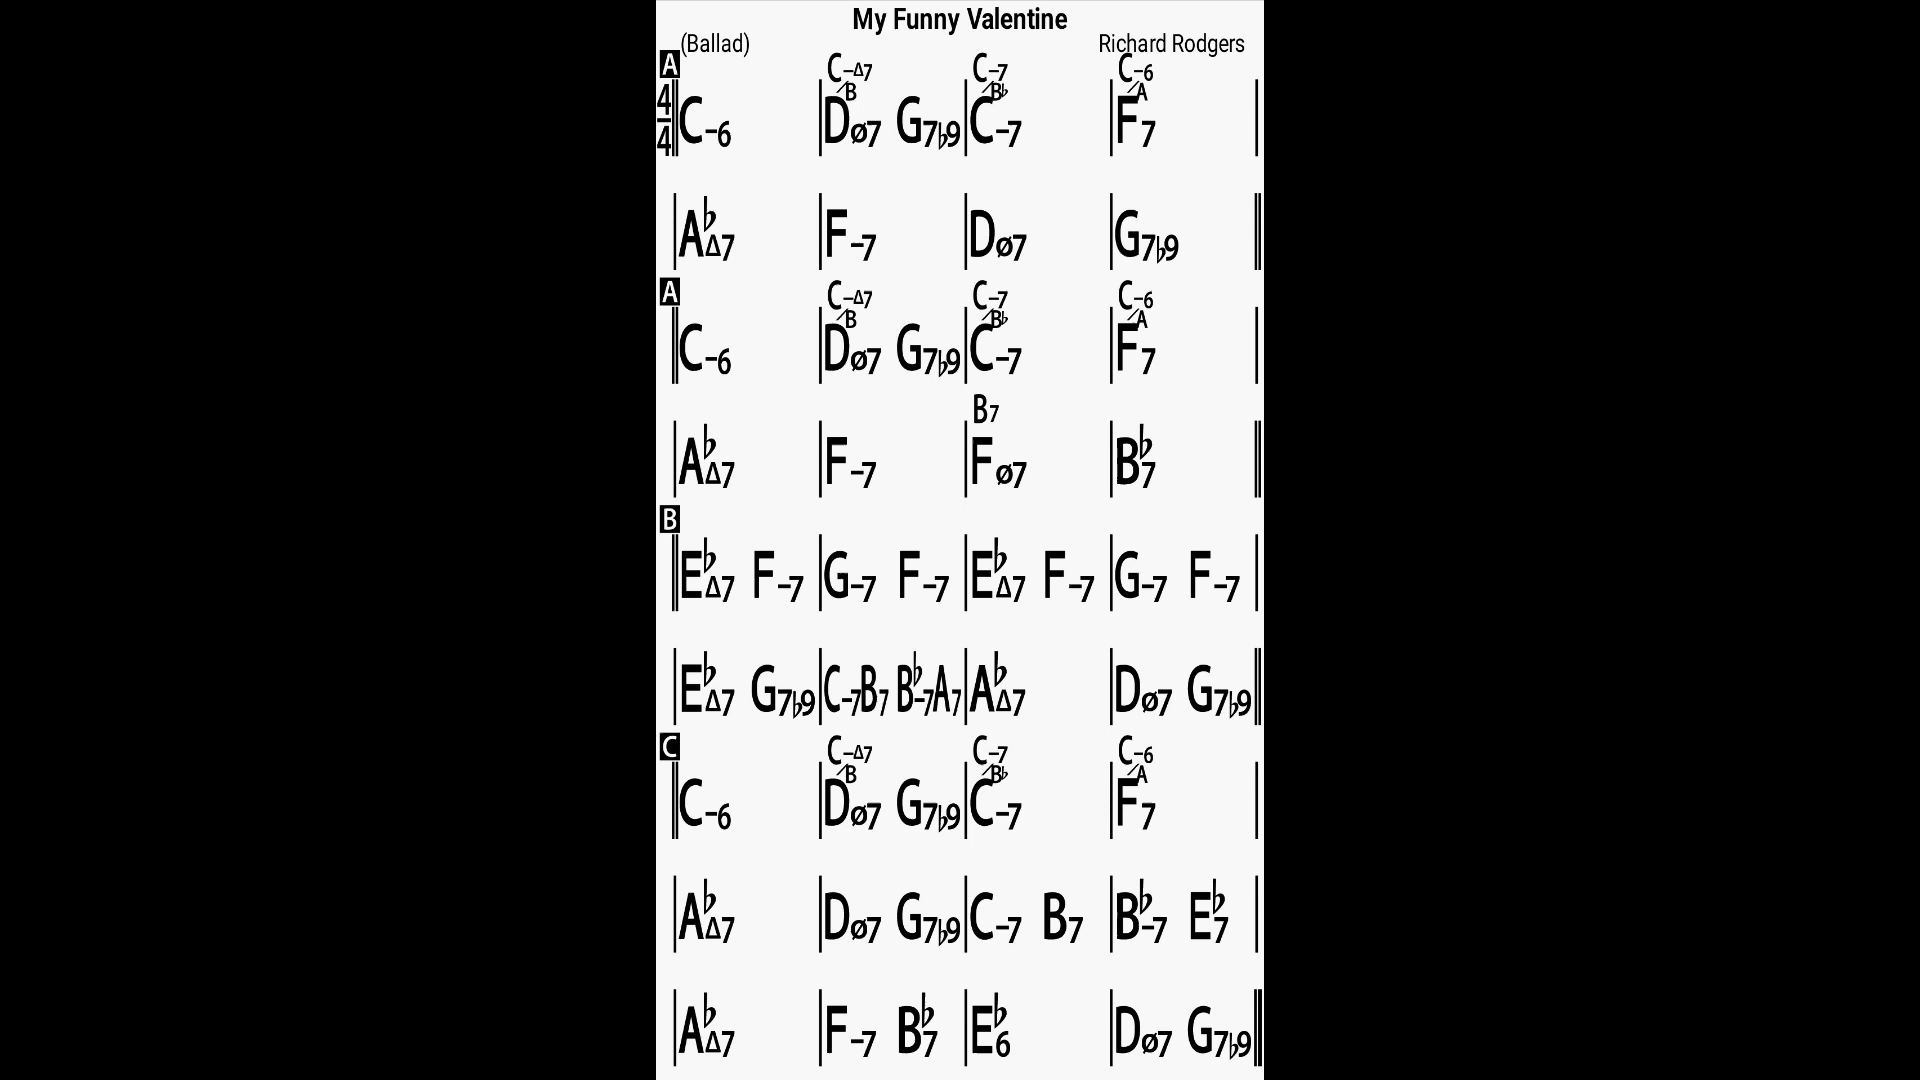 My Funny Valentine
(Ballad) Richard Rodgers
A C-Δ7/B C-7/B♭ C-6/A
4/4 C-6 Dø7 G7♭9 C-7 F7
A♭Δ7 F-7 Dø7 G7♭9
A C-Δ7/B C-7/B♭ C-6/A
C-6 Dø7 G7♭9 C-7 F7
B7
A♭Δ7 F-7 Fø7 B♭7
B
E♭Δ7 F-7 G-7 F-7 E♭Δ7 F-7 G-7 F-7
E♭Δ7 G7♭9 C-7 B7 B♭-7 A7 A♭Δ7 Dø7 G7♭9
C C-Δ7/B C-7/B♭ C-6/A
C-6 Dø7 G7♭9 C-7 F7
A♭Δ7 Dø7 G7♭9 C-7 B7 B♭-7 E♭7
A♭Δ7 F-7 B♭7 E♭6 Dø7 G7♭9